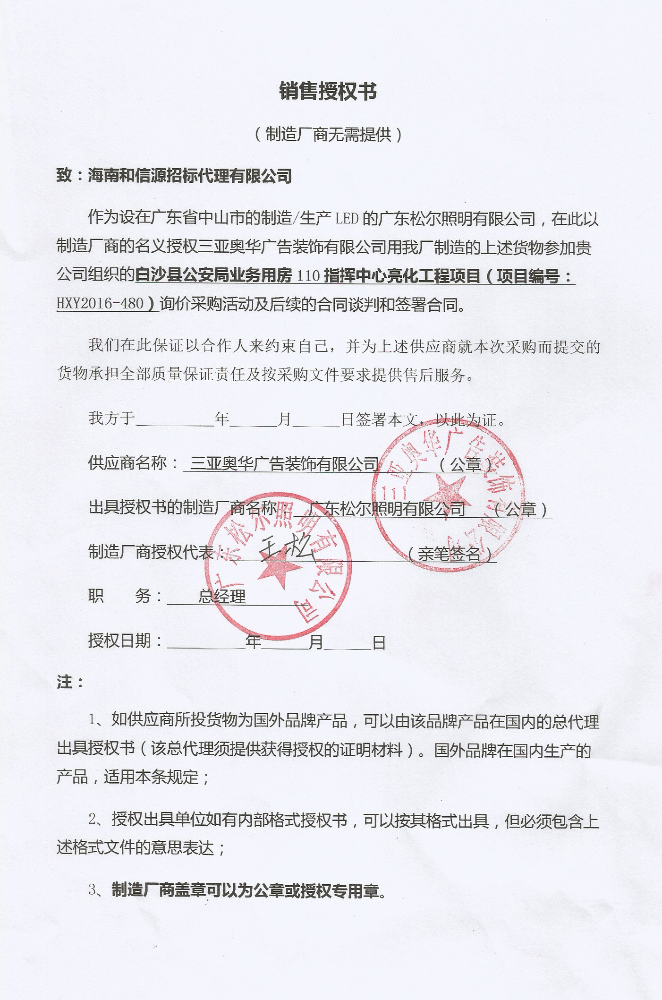 销售授权书
（制造厂商无需提供）
致：海南和信源招标代理有限公司
作为设在广东省中山市的制造/生产 LED 的广东松尔照明有限公司，在此以
制造厂商的名义授权三亚奥华广告装饰有限公司用我厂制造的上述货物参加贵
公司组织的白沙县公安局业务用房 110 指挥中心亮化工程项目（项目编号：
HXY2016-480）询价采购活动及后续的合同谈判和签署合同。
我们在此保证以合作人来约束自己，并为上述供应商就本次采购而提交的
货物承担全部质量保证责任及按采购文件要求提供售后服务。
我方于_____年___月___日签署本文，以此为证。
供应商名称：三亚奥华广告装饰有限公司（公章）
三亚奥华广告装饰有限公司
出具授权书的制造厂商名称：广东松尔照明有限公司（公章）
广东松尔照明有限公司
制造厂商授权代表：王松（亲笔签名）
职 务：总经理
授权日期：_____年___月___日
注：
1、如供应商所投货物为国外品牌产品，可以由该品牌产品在国内的总代理
出具授权书（该总代理须提供获得授权的证明材料）。国外品牌在国内生产的
产品，适用本条规定；
2、授权出具单位如有内部格式授权书，可以按其格式出具，但必须包含上
述格式文件的意思表达；
3、制造厂商盖章可以为公章或授权专用章。